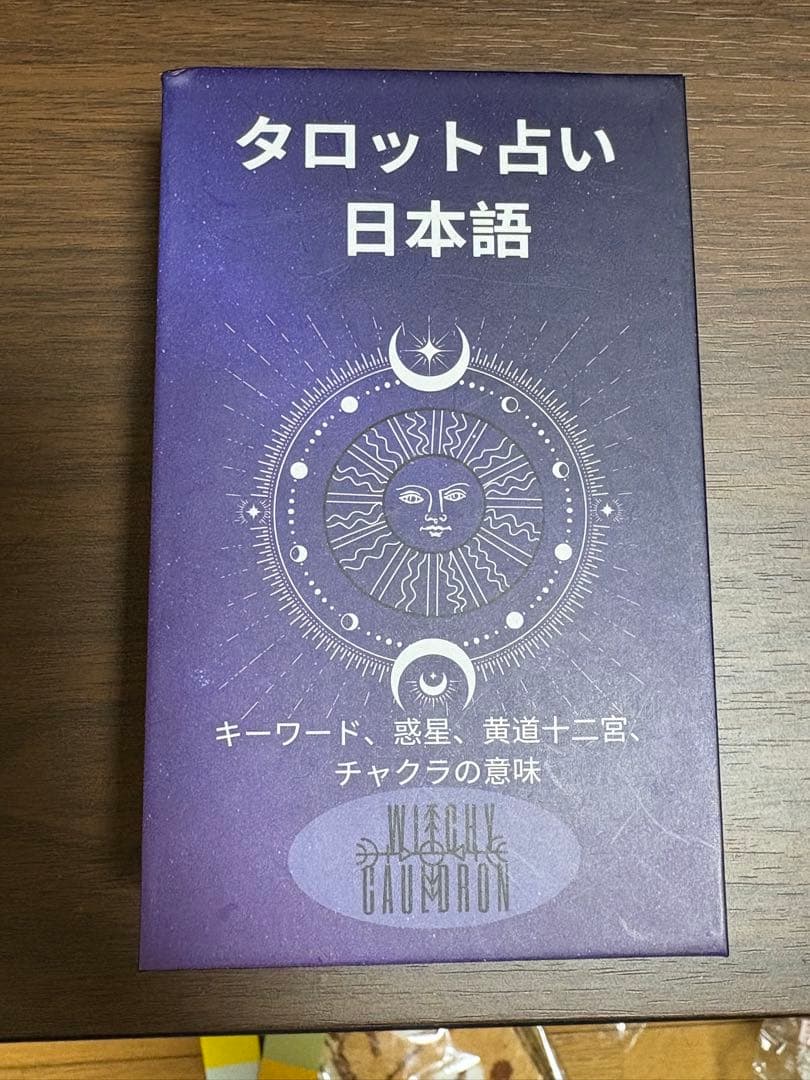 タロット占い
日本語
キーワード、惑星、黄道十二宮、
チャクラの意味
WITCHY
CAULDRON